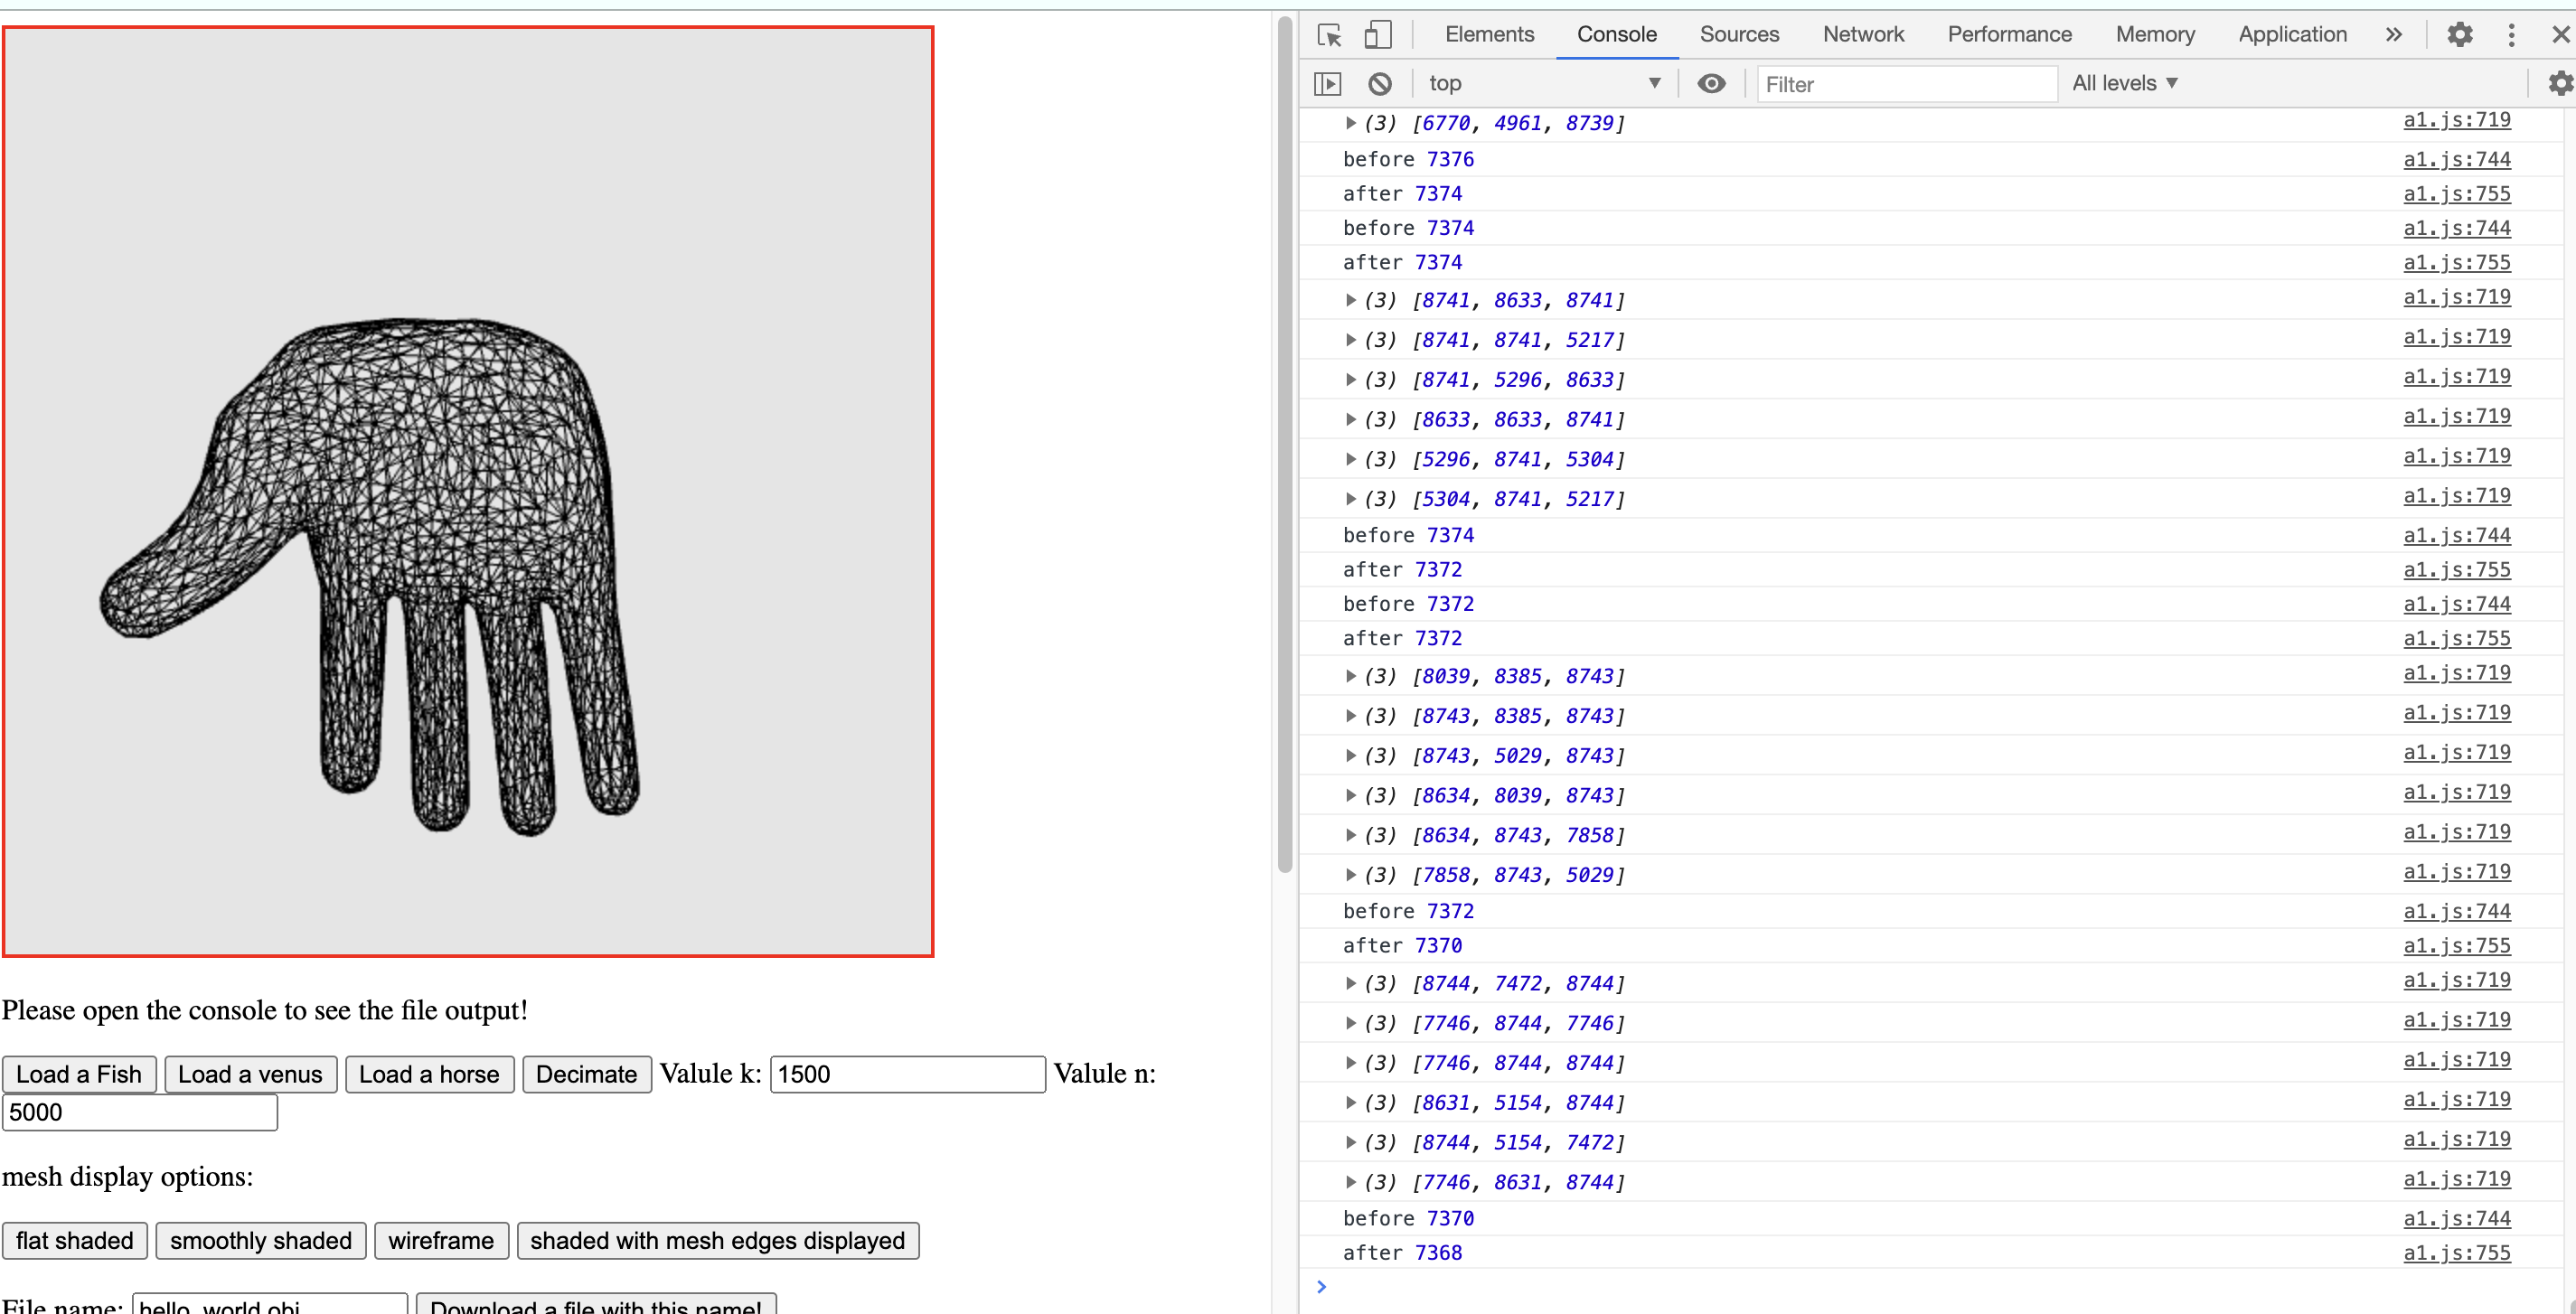 Please open the console to see the file output!
Load a Fish Load a venus Load a horse Decimate Valule k: 1500 Valule n:
5000
mesh display options:
flat shaded smoothly shaded wireframe shaded with mesh edges displayed
File name: hello_world.obj Download a file with this name!
Elements Console Sources Network Performance Memory Application
top Filter All levels
(3) [6770, 4961, 8739] a1.js:719
before 7376 a1.js:744
after 7374 a1.js:755
before 7374 a1.js:744
after 7374 a1.js:755
(3) [8741, 8633, 8741] a1.js:719
(3) [8741, 8741, 5217] a1.js:719
(3) [8741, 5296, 8633] a1.js:719
(3) [8633, 8633, 8741] a1.js:719
(3) [5296, 8741, 5304] a1.js:719
(3) [5304, 8741, 5217] a1.js:719
before 7374 a1.js:744
after 7372 a1.js:755
before 7372 a1.js:744
after 7372 a1.js:755
(3) [8039, 8385, 8743] a1.js:719
(3) [8743, 8385, 8743] a1.js:719
(3) [8743, 5029, 8743] a1.js:719
(3) [8634, 8039, 8743] a1.js:719
(3) [8634, 8743, 7858] a1.js:719
(3) [7858, 8743, 5029] a1.js:719
before 7372 a1.js:744
after 7370 a1.js:755
(3) [8744, 7472, 8744] a1.js:719
(3) [7746, 8744, 7746] a1.js:719
(3) [7746, 8744, 8744] a1.js:719
(3) [8631, 5154, 8744] a1.js:719
(3) [8744, 5154, 7472] a1.js:719
(3) [7746, 8631, 8744] a1.js:719
before 7370 a1.js:744
after 7368 a1.js:755